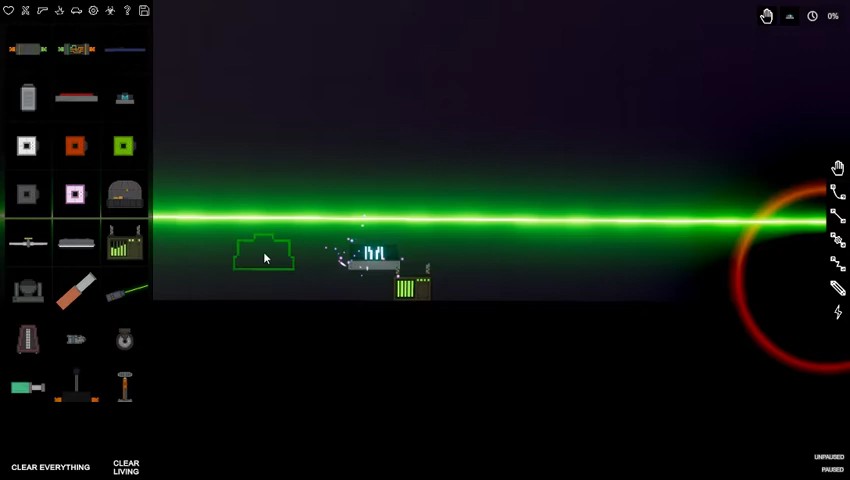 0%
CLEAR EVERYTHING
CLEAR
LIVING
UNPAUSED
PAUSED